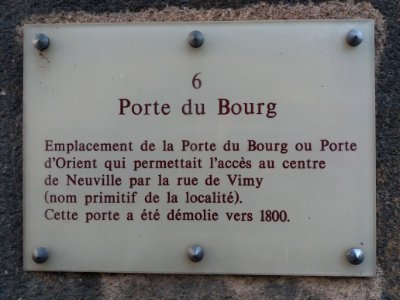 6
Porte du Bourg
Emplacement de la Porte du Bourg ou Porte
d'Orient qui permettait l'accès au centre
de Neuville par la rue de Vimy
(nom primitif de la localité).
Cette porte a été démolie vers 1800.